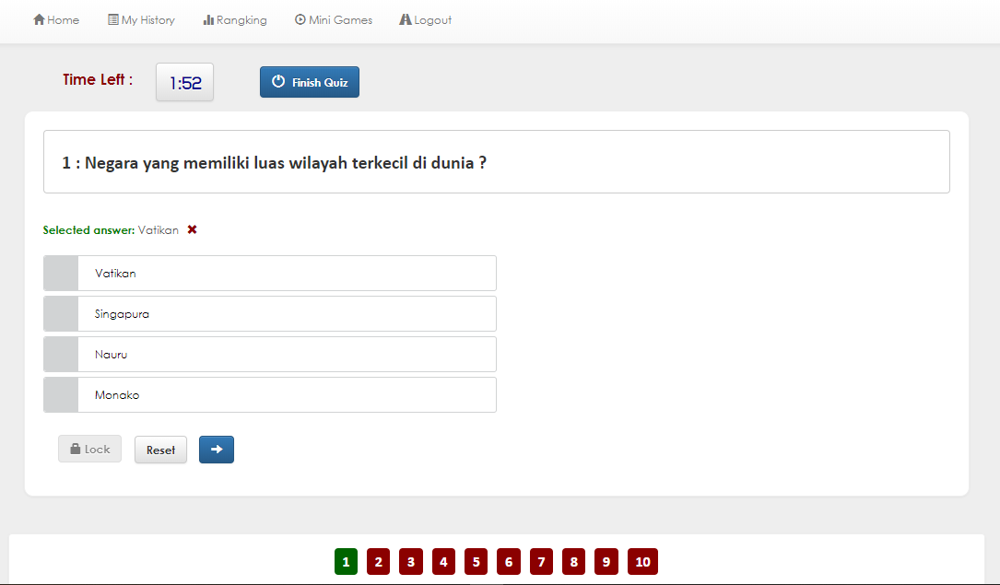 Home My History Rangking Mini Games Logout
Time Left : 1:52 Finish Quiz
1 : Negara yang memiliki luas wilayah terkecil di dunia ?
Selected answer: Vatikan
Vatikan
Singapura
Nauru
Monako
Lock Reset
1 2 3 4 5 6 7 8 9 10